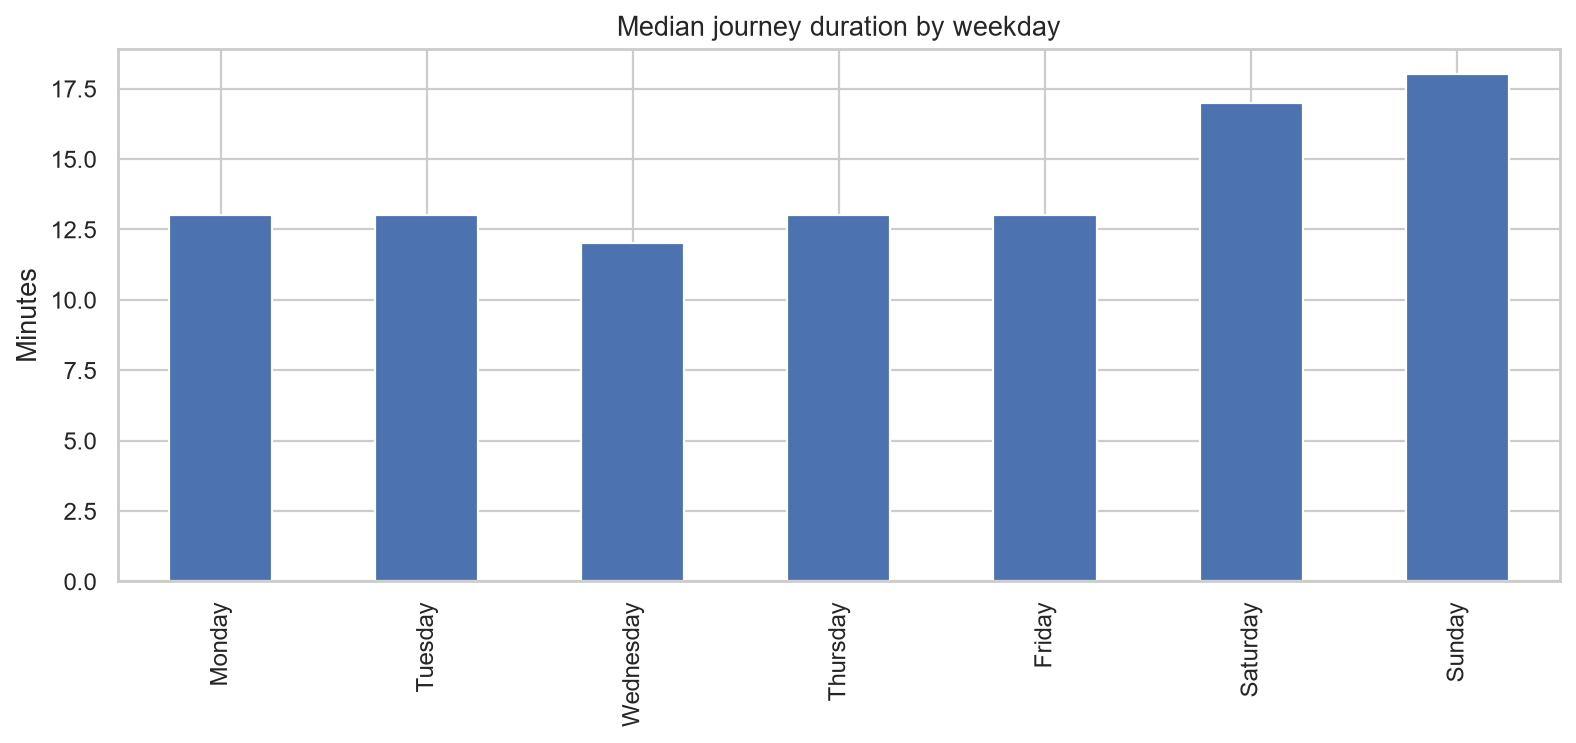 Median journey duration by weekday
17.5
15.0
12.5
10.0
7.5
5.0
2.5
0.0
Minutes
Monday
Tuesday
Wednesday
Thursday
Friday
Saturday
Sunday